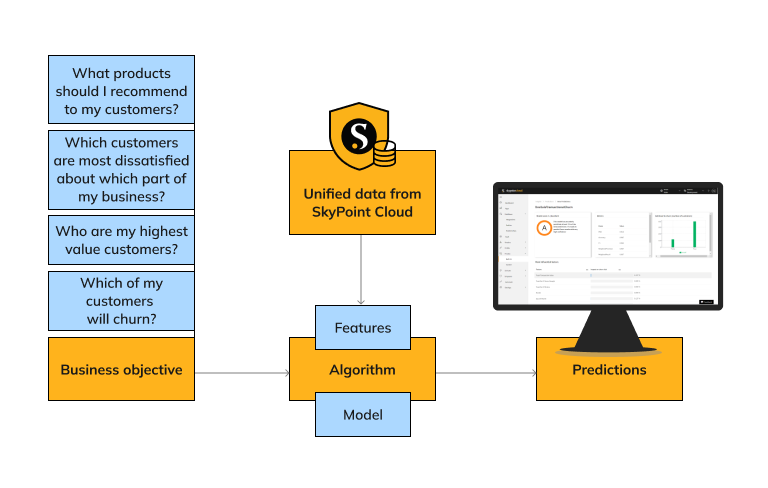 What products
should I recommend
to my customers?
Which customers
are most dissatisfied
about which part of
my business?
Who are my highest
value customers?
Which of my
customers
will churn?
Business objective
S
Unified data from
SkyPoint Cloud
Features
Algorithm
Model
A
Predictions